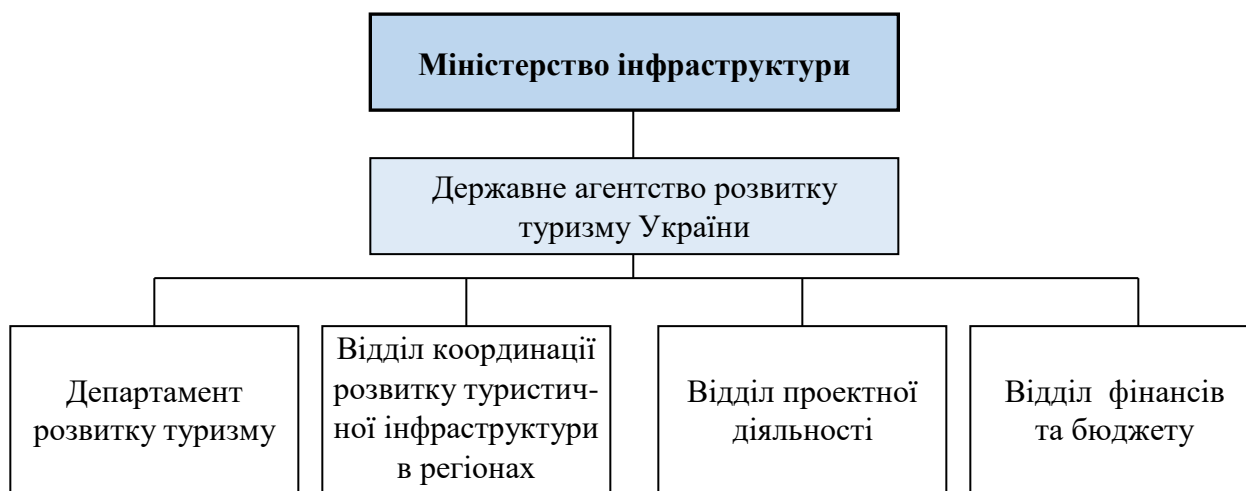 Міністерство інфраструктури
Державне агентство розвитку
туризму України
Департамент
розвитку туризму
Відділ координації
розвитку туристич-
ної інфраструктури
в регіонах
Відділ проектної
діяльності
Відділ фінансів
та бюджету